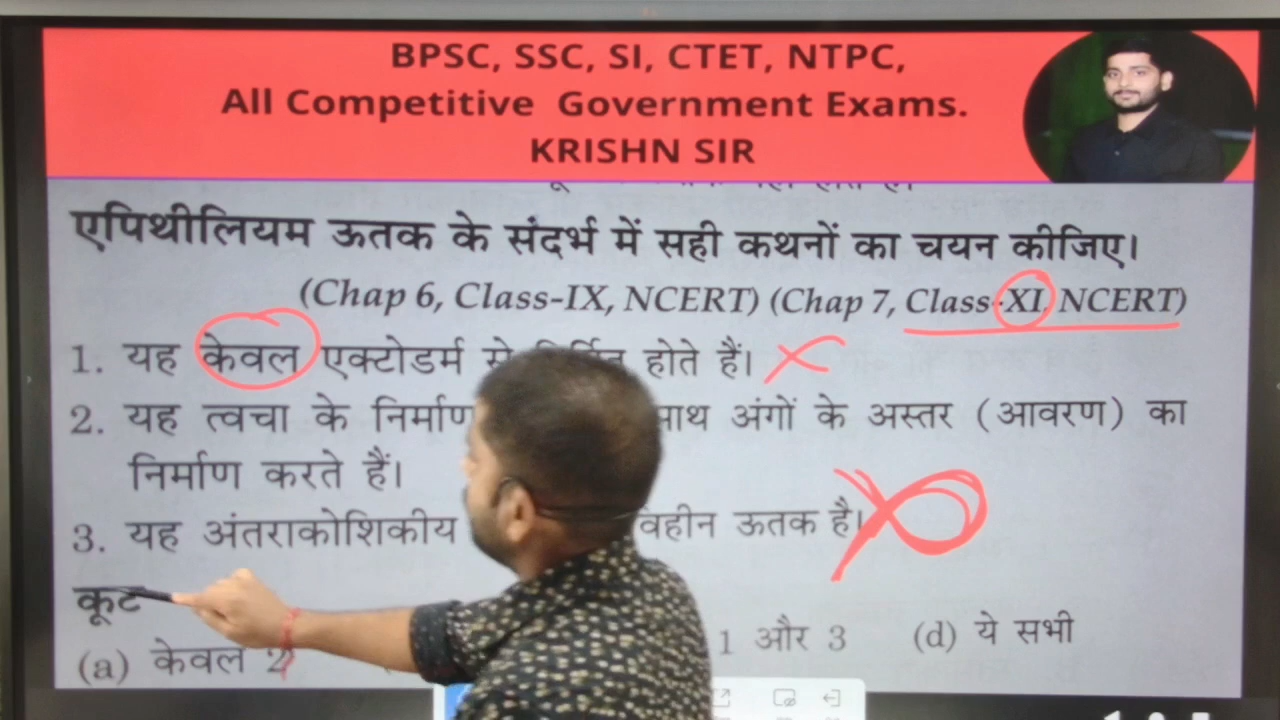 BPSC, SSC, SI, CTET, NTPC,
All Competitive Government Exams.
KRISHN SIR
एपिथीलियम ऊतक के संदर्भ में सही कथनों का चयन कीजिए।
(Chap 6, Class-IX, NCERT) (Chap 7, Class-XI, NCERT)
1. यह केवल एक्टोडर्म से होते हैं।
2. यह त्वचा के निर्माण अंगों के अस्तर (आवरण) का
निर्माण करते हैं।
3. यह अंतराकोशिकीय ऊतक है।
कूट
(a) केवल 2 1 और 3 (d) ये सभी